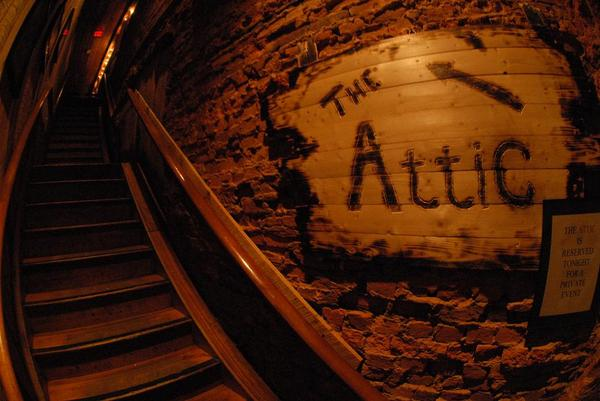 THE
Attic
THE ATTIC
IS
RESERVED
TONIGHT
FOR A
PRIVATE
EVENT